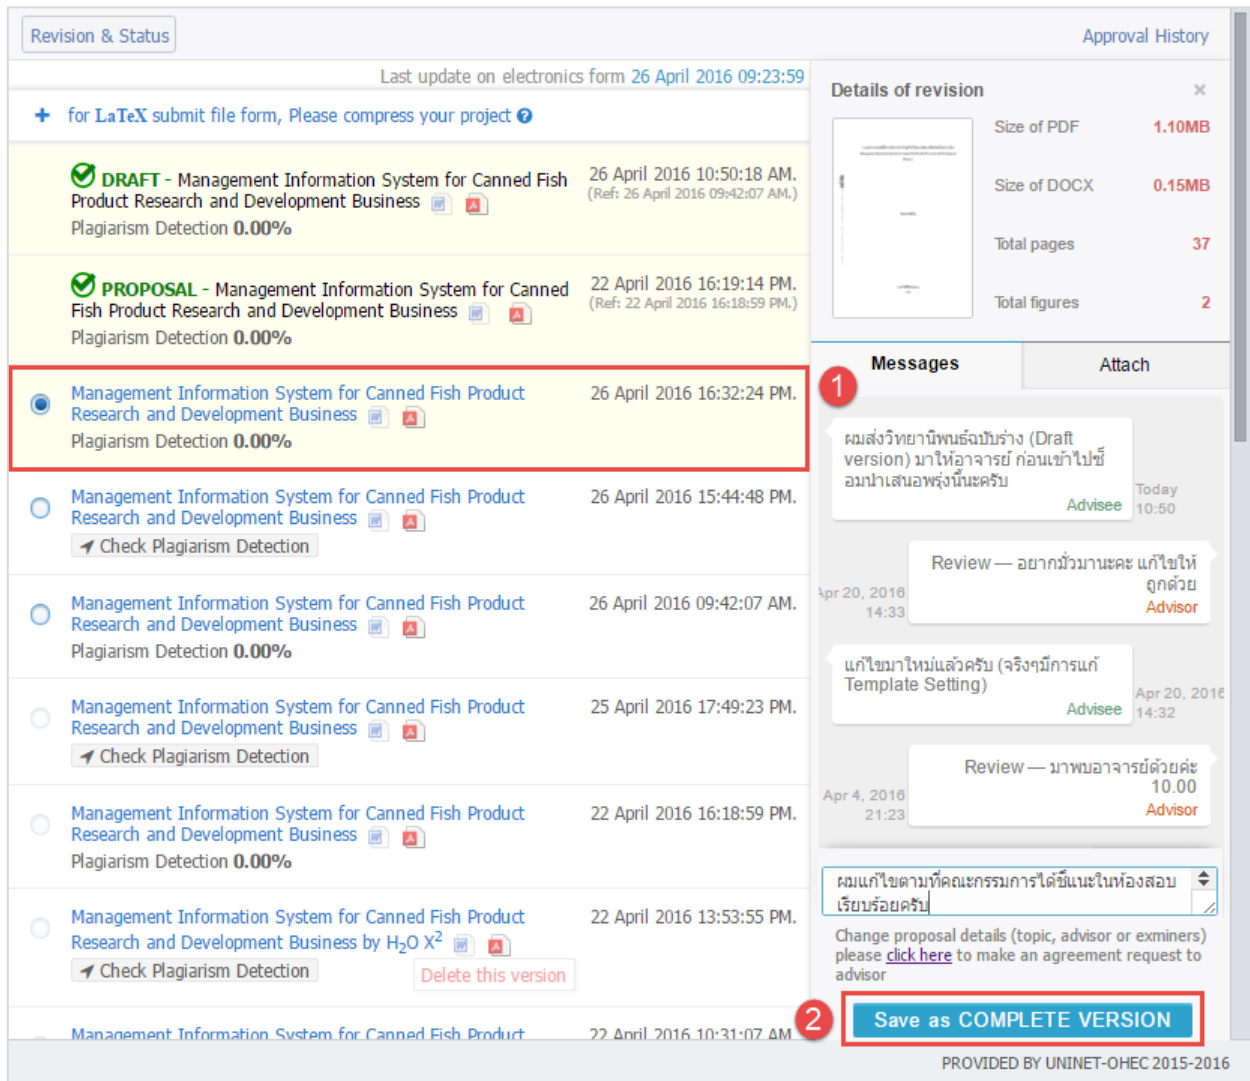 Revision & Status
Approval History
Last update on electronics form 26 April 2016 09:23:59
+ for LaTeX submit file form, Please compress your project ?
DRAFT - Management Information System for Canned Fish
Product Research and Development Business
Plagiarism Detection 0.00%
26 April 2016 10:50:18 AM.
(Ref: 26 April 2016 09:42:07 AM.)
PROPOSAL - Management Information System for Canned
Fish Product Research and Development Business
Plagiarism Detection 0.00%
22 April 2016 16:19:14 PM.
(Ref: 22 April 2016 16:18:59 PM.)
Management Information System for Canned Fish Product
Research and Development Business
Plagiarism Detection 0.00%
26 April 2016 16:32:24 PM.
Management Information System for Canned Fish Product
Research and Development Business
Check Plagiarism Detection
26 April 2016 15:44:48 PM.
Management Information System for Canned Fish Product
Research and Development Business
Plagiarism Detection 0.00%
26 April 2016 09:42:07 AM.
Management Information System for Canned Fish Product
Research and Development Business
Check Plagiarism Detection
25 April 2016 17:49:23 PM.
Management Information System for Canned Fish Product
Research and Development Business
Plagiarism Detection 0.00%
22 April 2016 16:18:59 PM.
Management Information System for Canned Fish Product
Research and Development Business by H₂O X²
Check Plagiarism Detection
Delete this version
22 April 2016 13:53:55 PM.
Management Information System for Canned Fish Product
22 April 2016 10:31:07 AM
Details of revision
×
Size of PDF 1.10MB
Size of DOCX 0.15MB
Total pages 37
Total figures 2
Messages
Attach
1
ผมส่งวิทยานิพนธ์ฉบับร่าง (Draft
version) มาให้อาจารย์ ก่อนเข้าไปซ้
อมนำเสนอพรุ่งนี้นะครับ
Advisee
Today
10:50
Review — อยากมั่วมานะคะ แก้ไขให้
ถูกด้วย
Advisor
Apr 20, 2016
14:33
แก้ไขมาใหม่แล้วครับ (จริงๆมีการแก้
Template Setting)
Advisee
Apr 20, 2016
14:32
Review — มาพบอาจารย์ด้วยค่ะ
10.00
Advisor
Apr 4, 2016
21:23
ผมแก้ไขตามที่คณะกรรมการได้ชี้แนะในห้องสอบ
เรียบร้อยครับ
Change proposal details (topic, advisor or exminers)
please click here to make an agreement request to
advisor
2
Save as COMPLETE VERSION
PROVIDED BY UNINET-OHEC 2015-2016